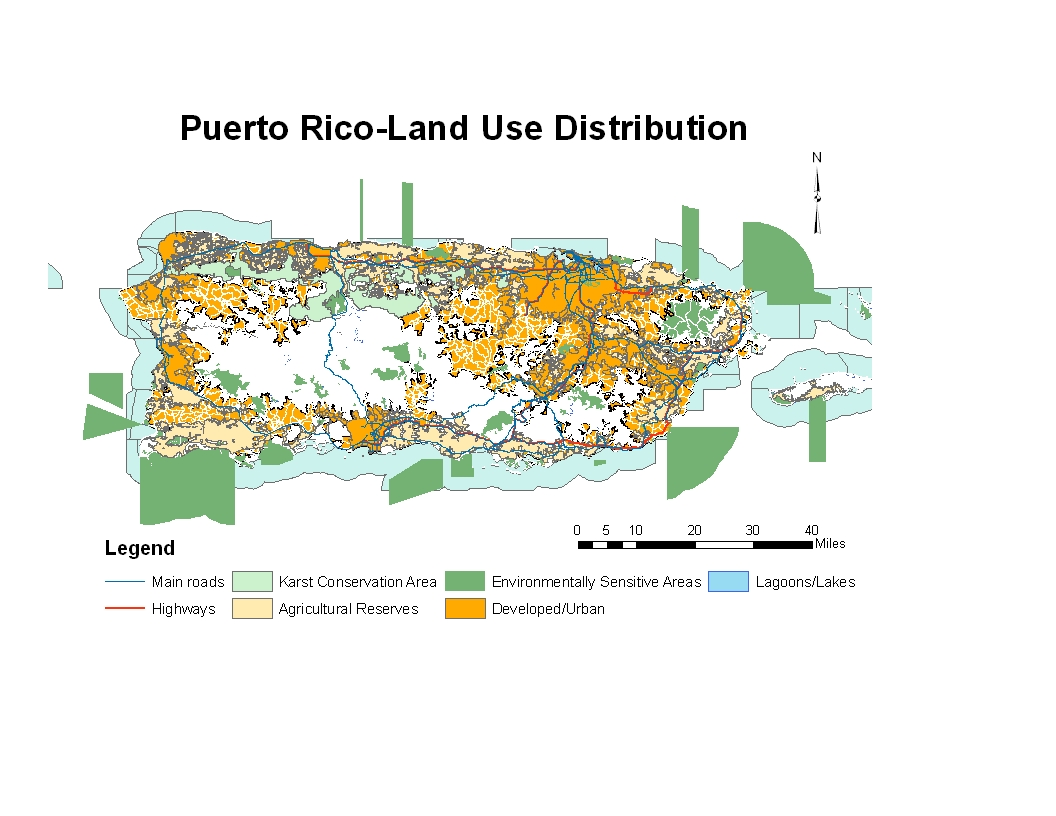 Puerto Rico-Land Use Distribution
N
0 5 10 20 30 40
Miles
Legend
Main roads Karst Conservation Area Environmentally Sensitive Areas Lagoons/Lakes
Highways Agricultural Reserves Developed/Urban